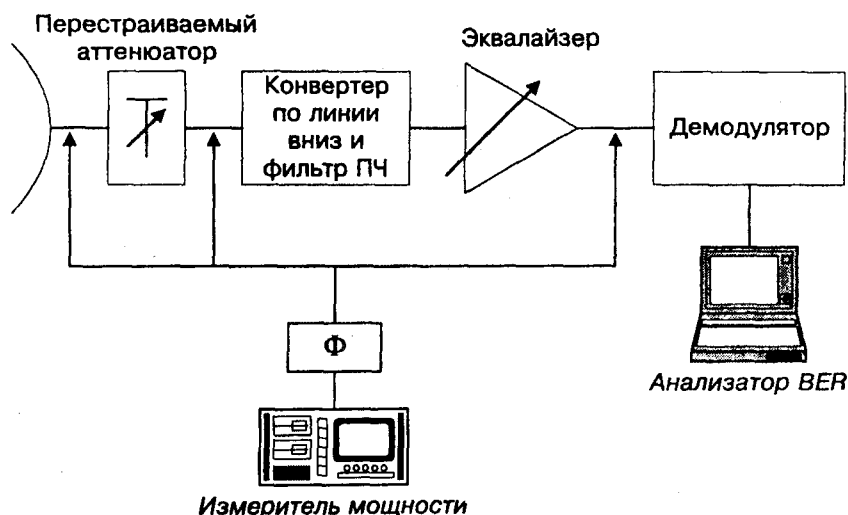 Перестраиваемый
аттенюатор
Эквалайзер
Конвертер
по линии
вниз и
фильтр ПЧ
Демодулятор
Ф
Анализатор BER
Измеритель мощности